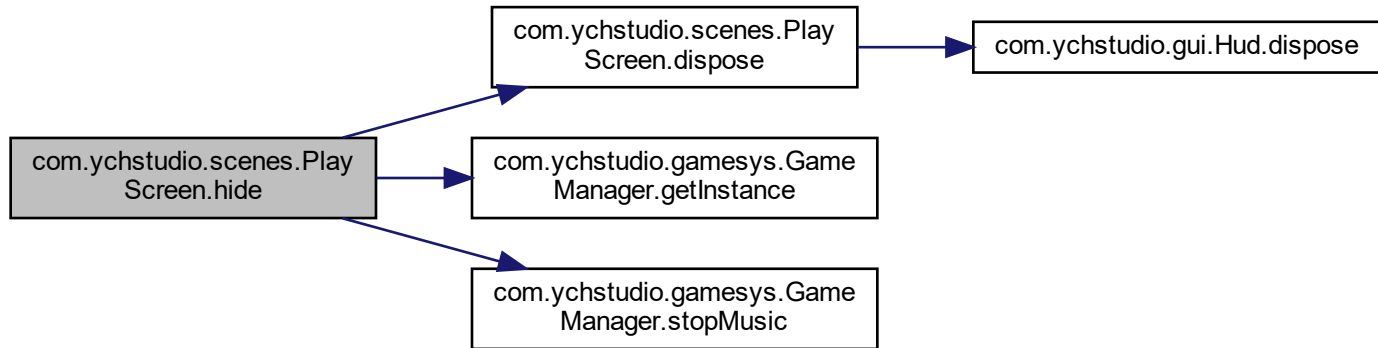 com.ychstudio.scenes.Play
Screen.hide
com.ychstudio.scenes.Play
Screen.dispose
com.ychstudio.gui.Hud.dispose
com.ychstudio.gamesys.Game
Manager.getInstance
com.ychstudio.gamesys.Game
Manager.stopMusic